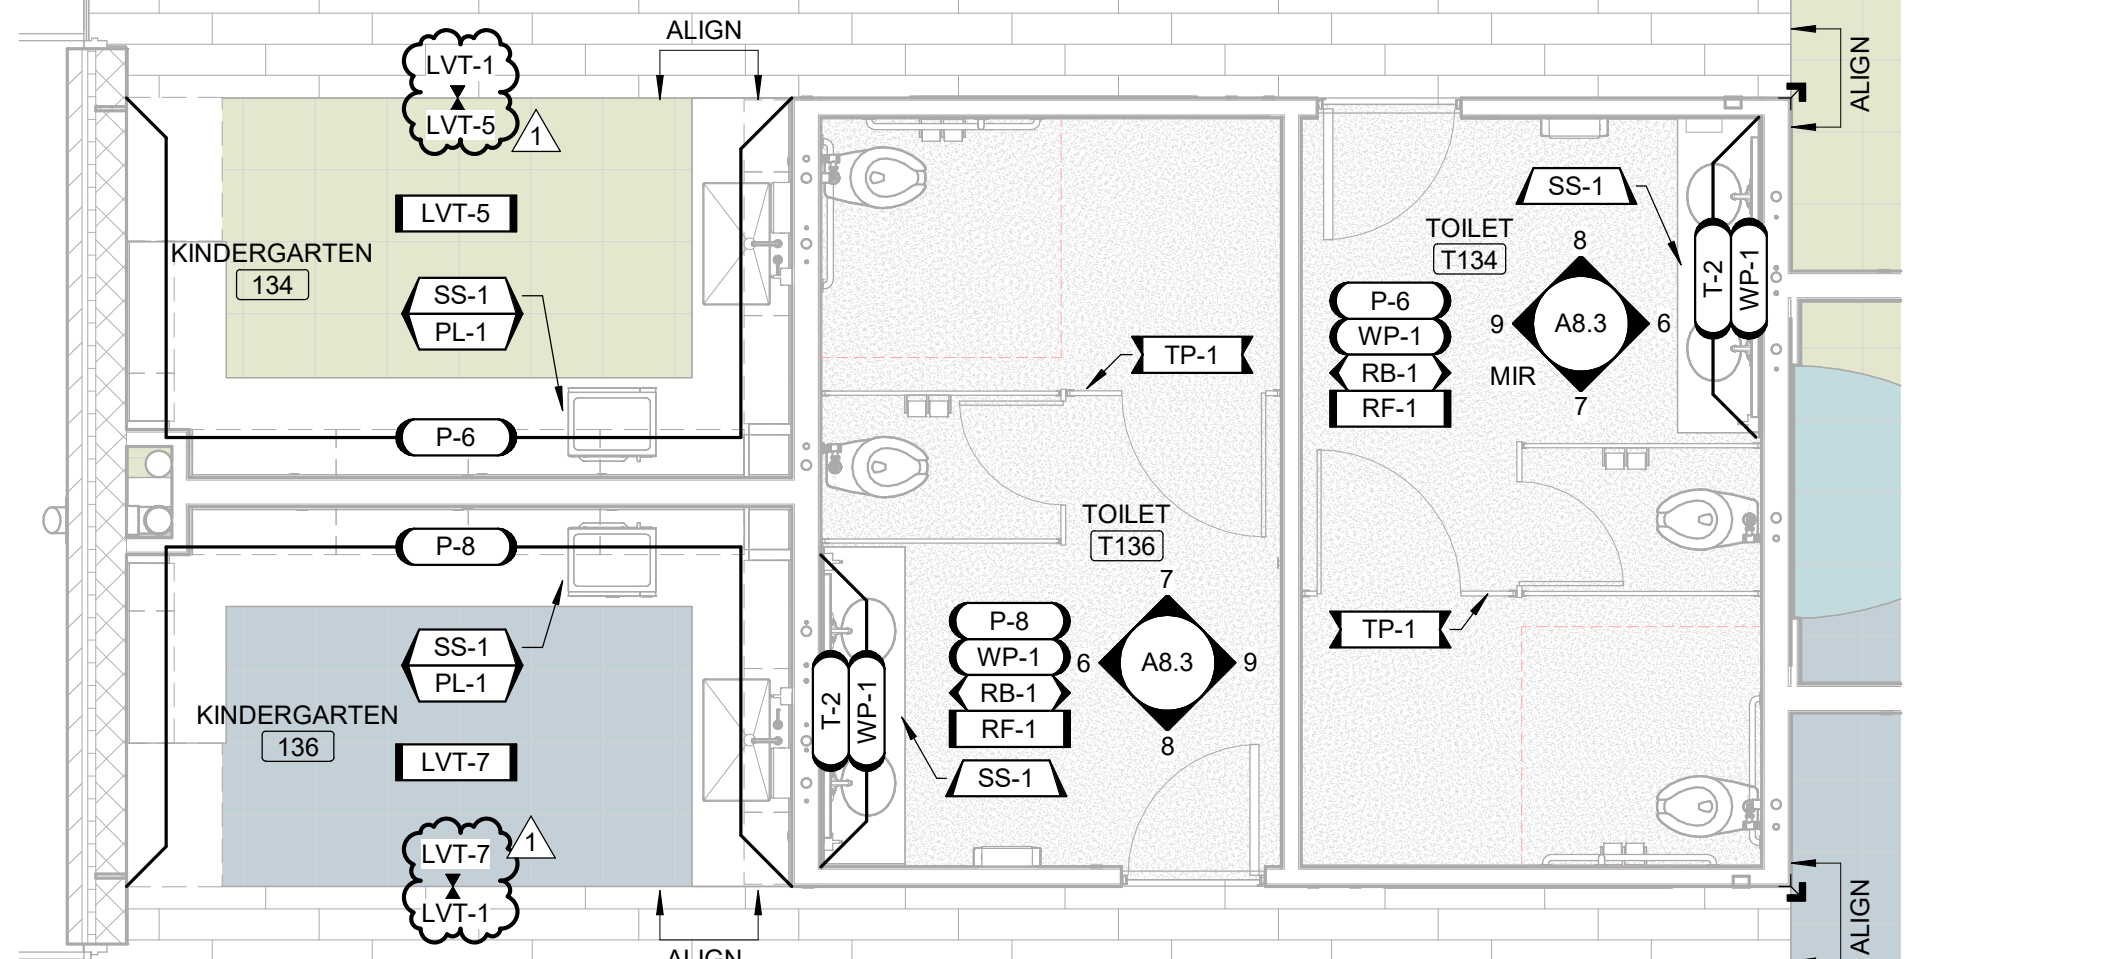 ALIGN
LVT-1
LVT-5
1
LVT-5
KINDERGARTEN
134
SS-1
PL-1
P-6
P-8
SS-1
PL-1
KINDERGARTEN
136
LVT-7
LVT-7
1
LVT-1
ALIGN
TP-1
TOILET
T136
P-8
WP-1
RB-1
RF-1
SS-1
T-2
WP-1
7
6
A8.3
9
8
SS-1
TOILET
T134
P-6
WP-1
RB-1
RF-1
8
9
A8.3
6
MIR
7
T-2
WP-1
TP-1
ALIGN
ALIGN